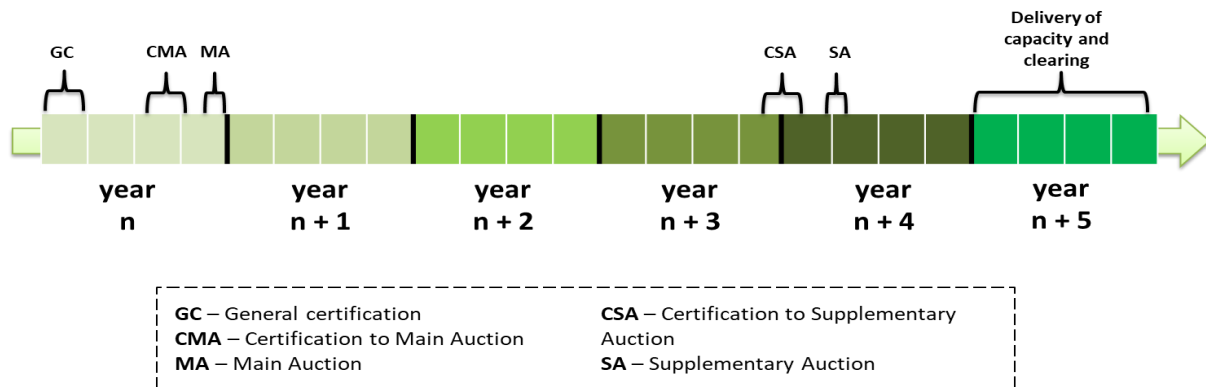 GC
CMA
MA
CSA
SA
Delivery of
capacity and
clearing
year
n
year
n + 1
year
n + 2
year
n + 3
year
n + 4
year
n + 5
GC – General certification
CMA – Certification to Main Auction
MA – Main Auction
CSA – Certification to Supplementary
Auction
SA – Supplementary Auction